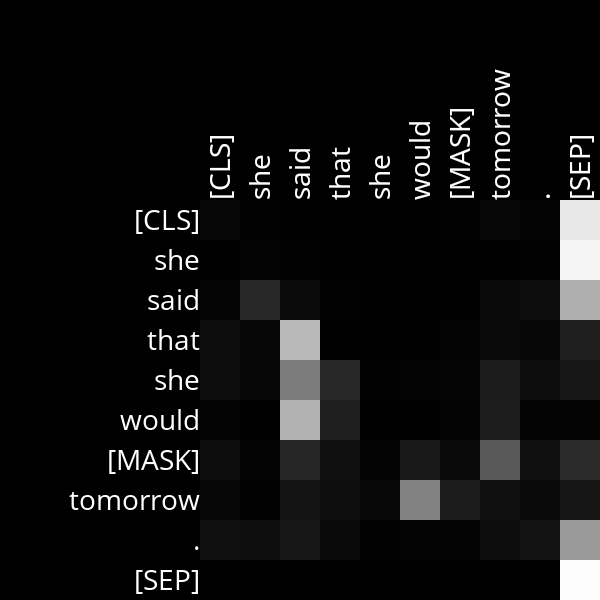 [CLS] she said that she would [MASK] tomorrow . [SEP]
[CLS]
she
said
that
she
would
[MASK]
tomorrow
.
[SEP]